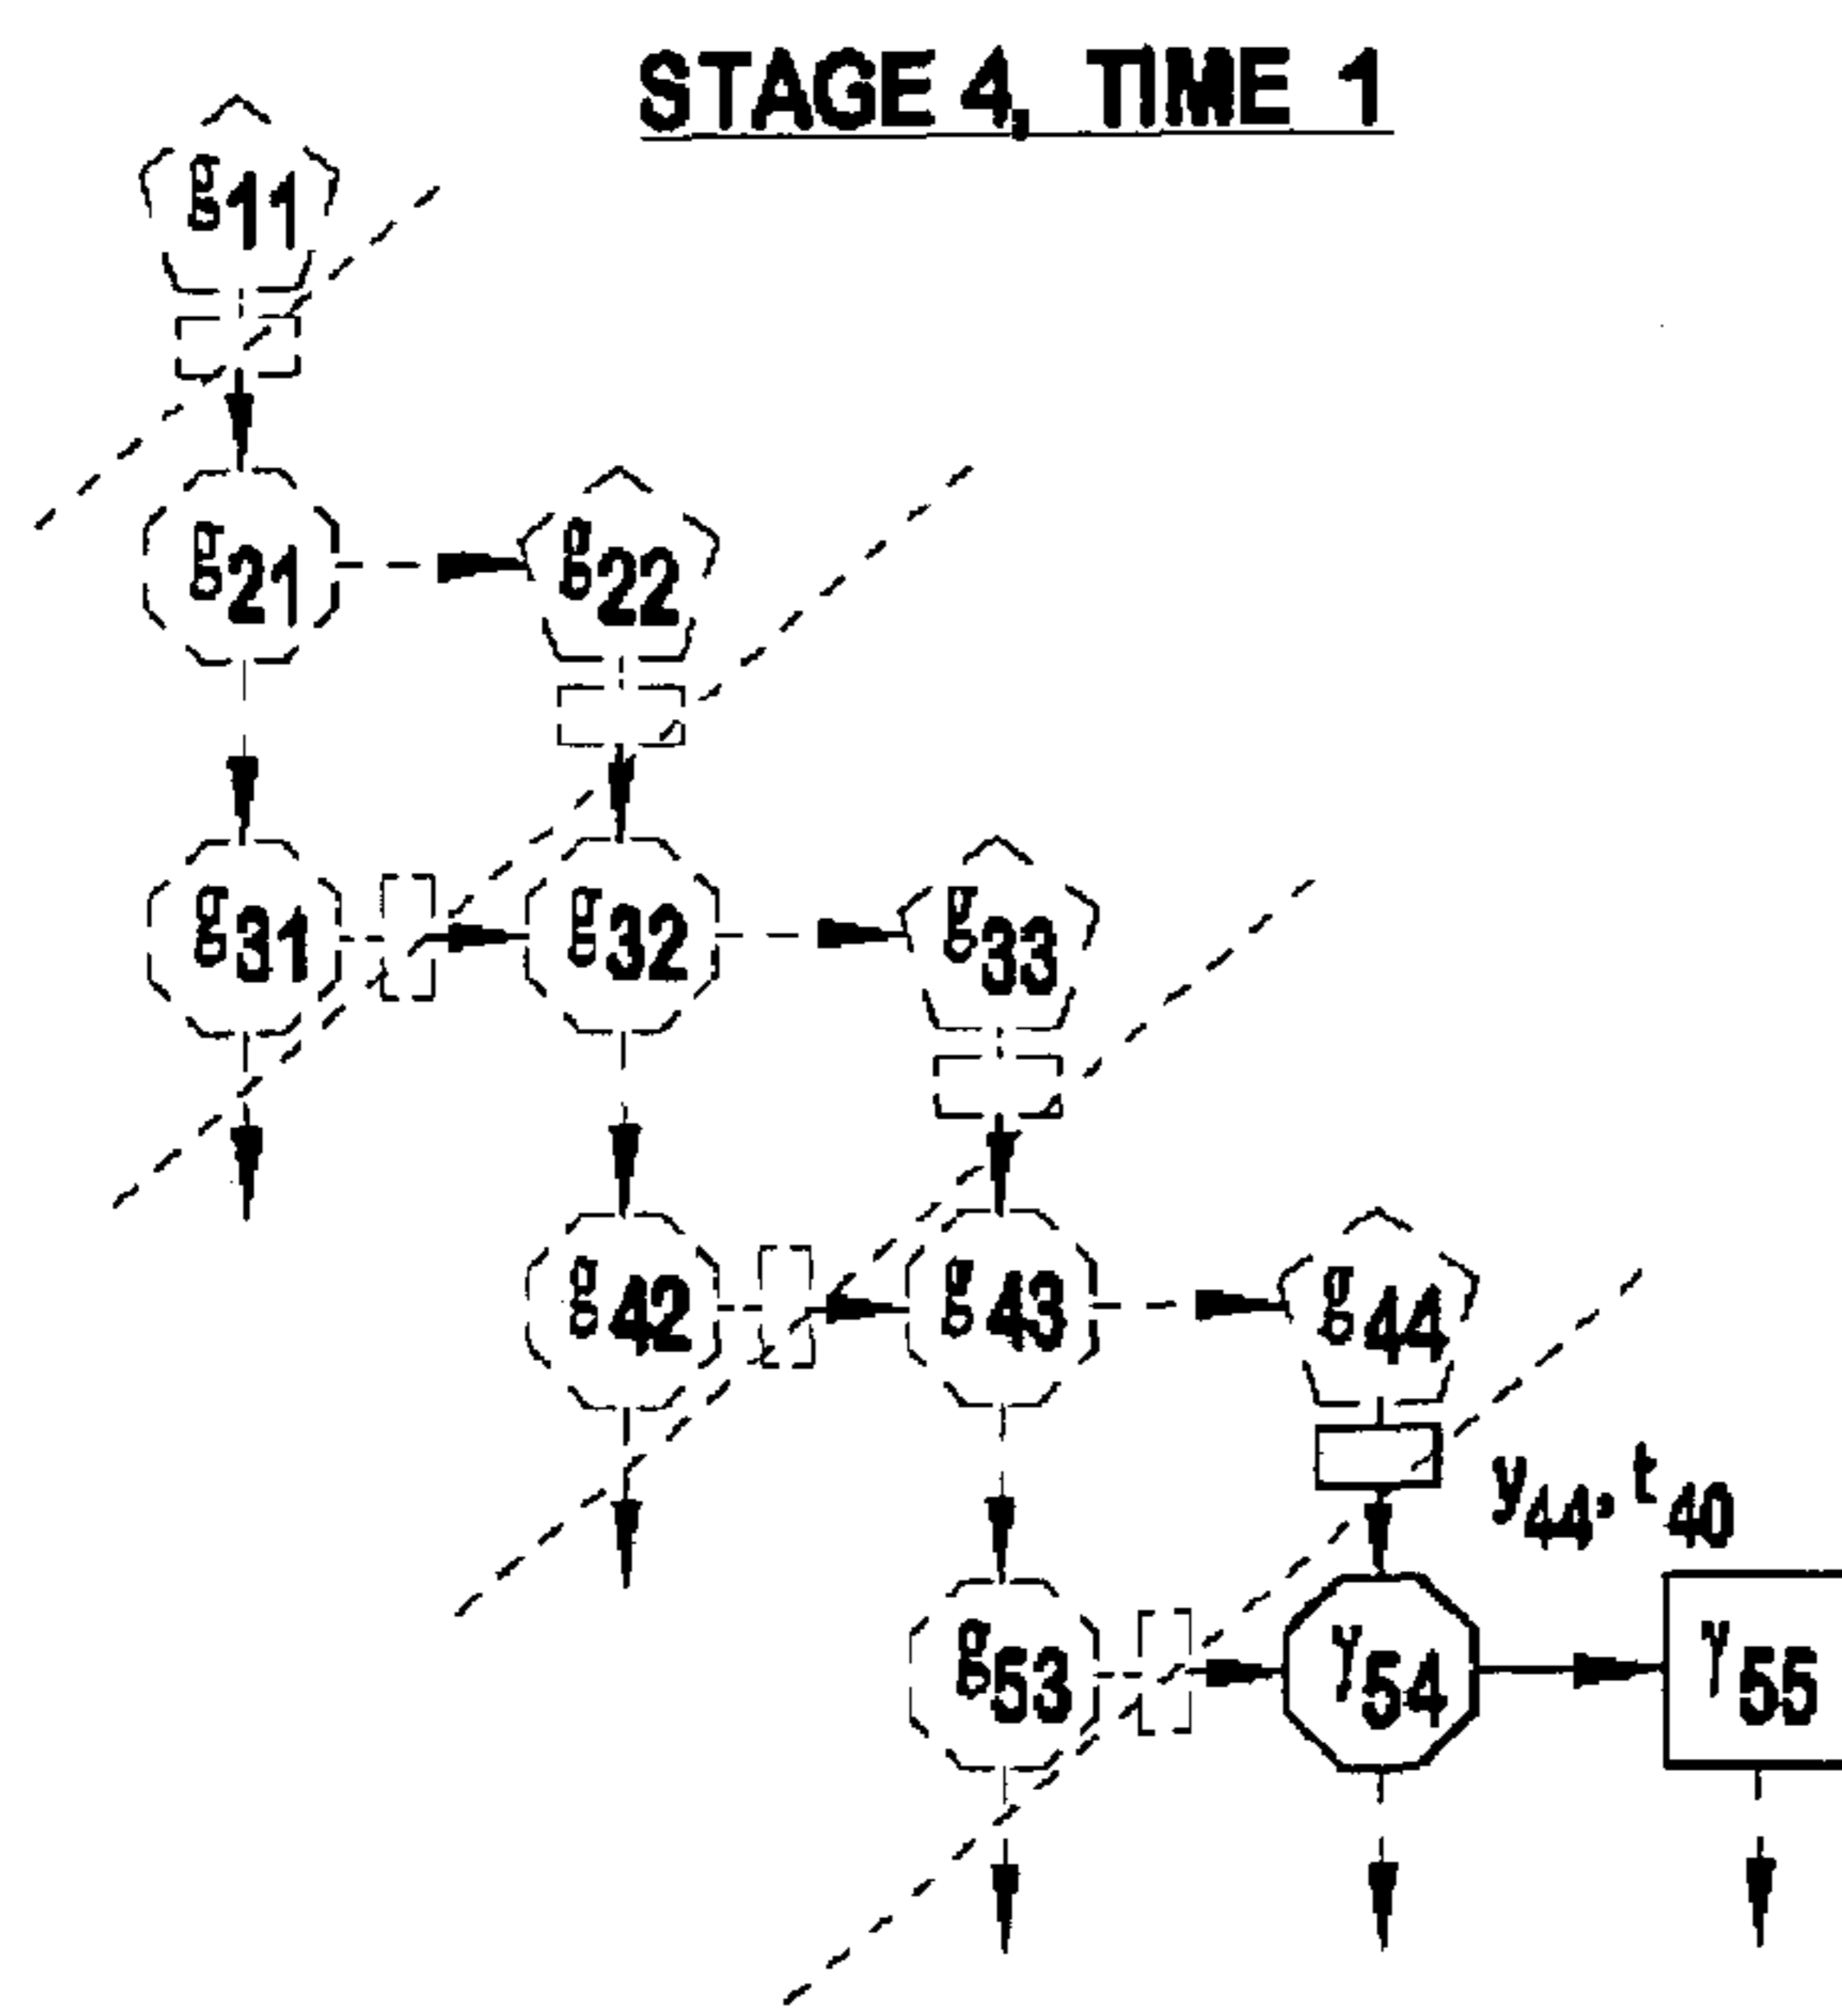 STAGE 4, TIME 1
g11
g21 g22
g31 g32 g33
g42 g43 g44
y44, t40
g53 γ54 γ55